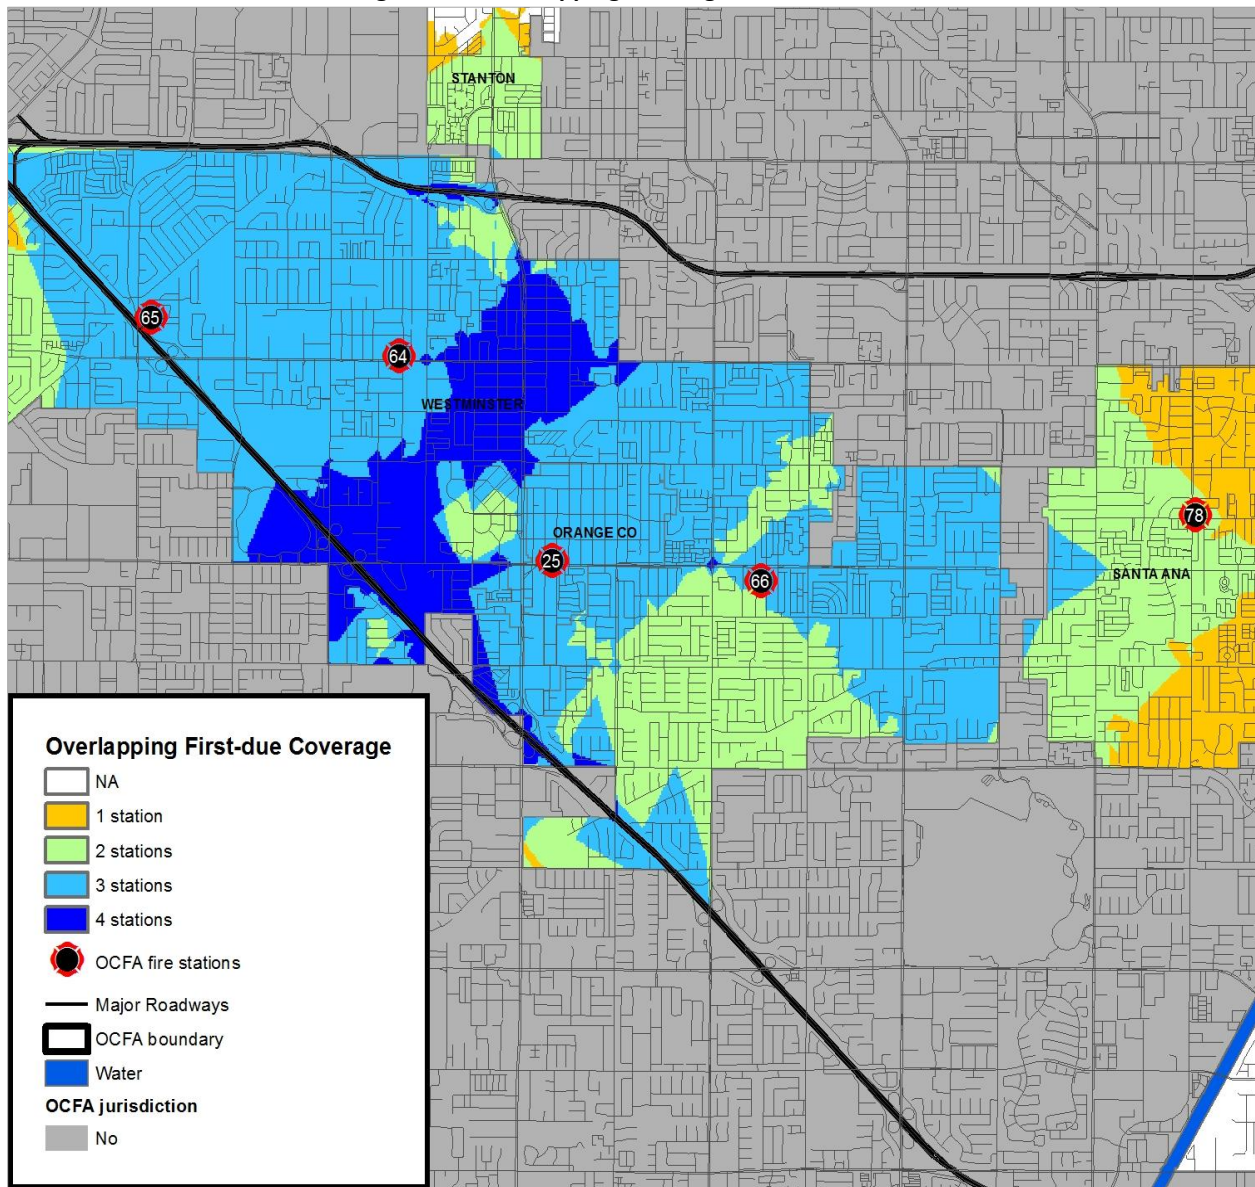 STANTON
65
64
WESTMINSTER
78
ORANGE CO
25
66
SANTA ANA
Overlapping First-due Coverage
NA
1 station
2 stations
3 stations
4 stations
OCFA fire stations
Major Roadways
OCFA boundary
Water
OCFA jurisdiction
No